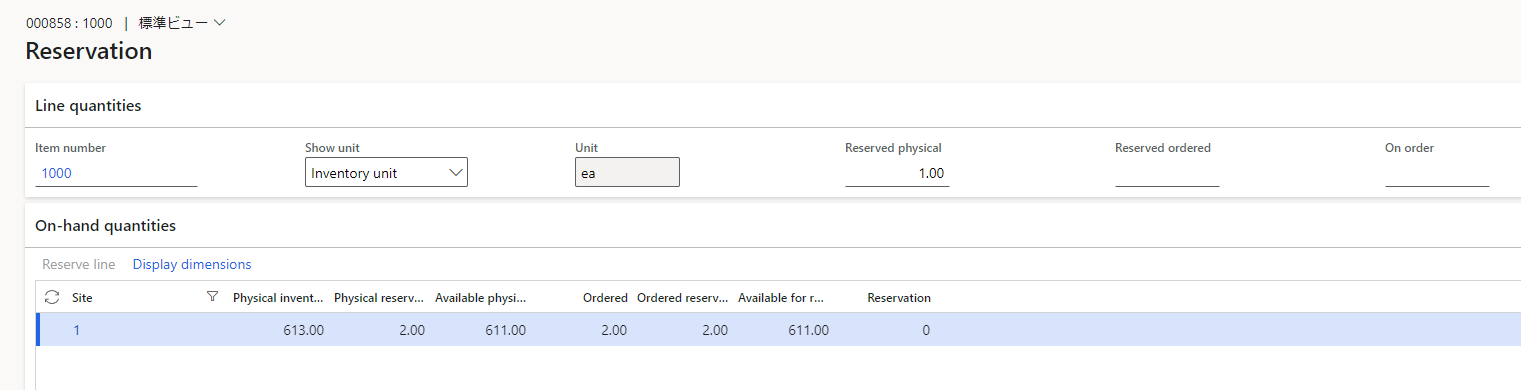 000858 : 1000 | 標準ビュー
Reservation
Line quantities
Item number Show unit Unit Reserved physical Reserved ordered On order
1000 Inventory unit ea 1.00
On-hand quantities
Reserve line Display dimensions
Site Physical invent... Physical reserv... Available physi... Ordered Ordered reserv... Available for r... Reservation
1 613.00 2.00 611.00 2.00 2.00 611.00 0